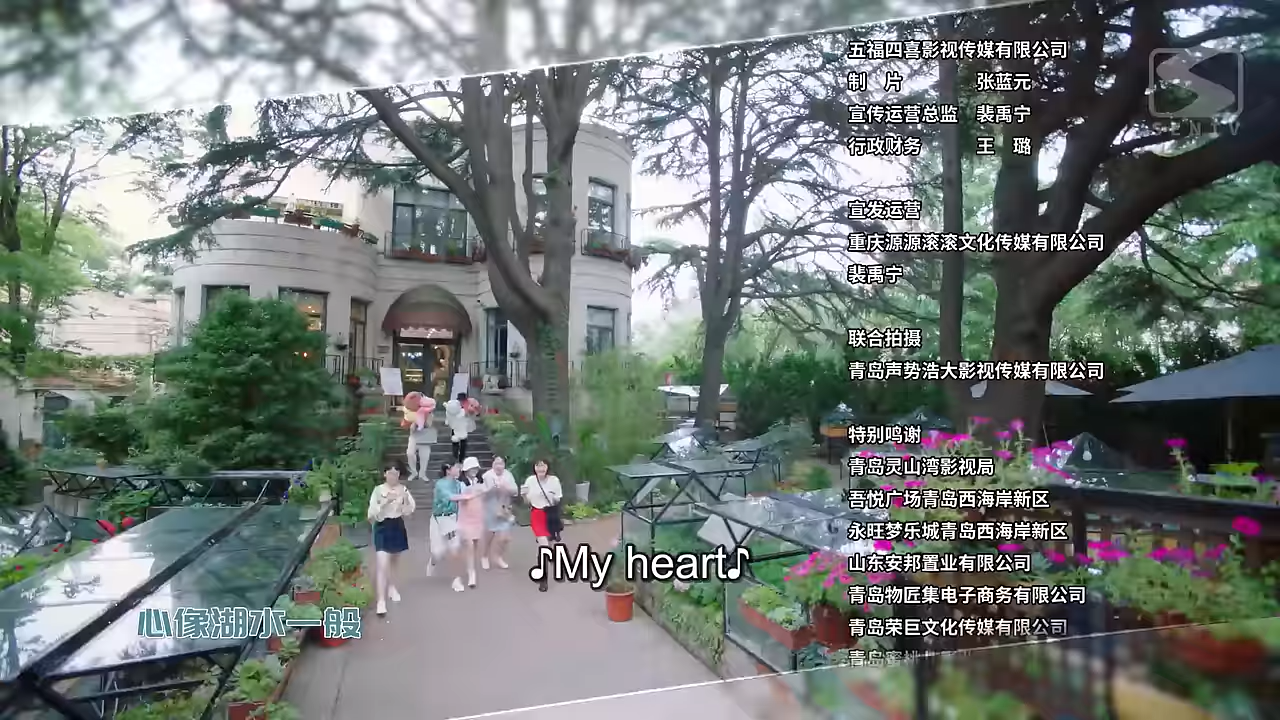 五福四喜影视传媒有限公司
制 片 张蓝元
宣传运营总监 裴禹宁
行政财务 王 璐
宣发运营
重庆源源滚滚文化传媒有限公司
裴禹宁
联合拍摄
青岛声势浩大影视传媒有限公司
特别鸣谢
青岛灵山湾影视局
吾悦广场青岛西海岸新区
永旺梦乐城青岛西海岸新区
山东安邦置业有限公司
青岛物匠集电子商务有限公司
青岛荣巨文化传媒有限公司
♪My heart♪
心像湖水一般